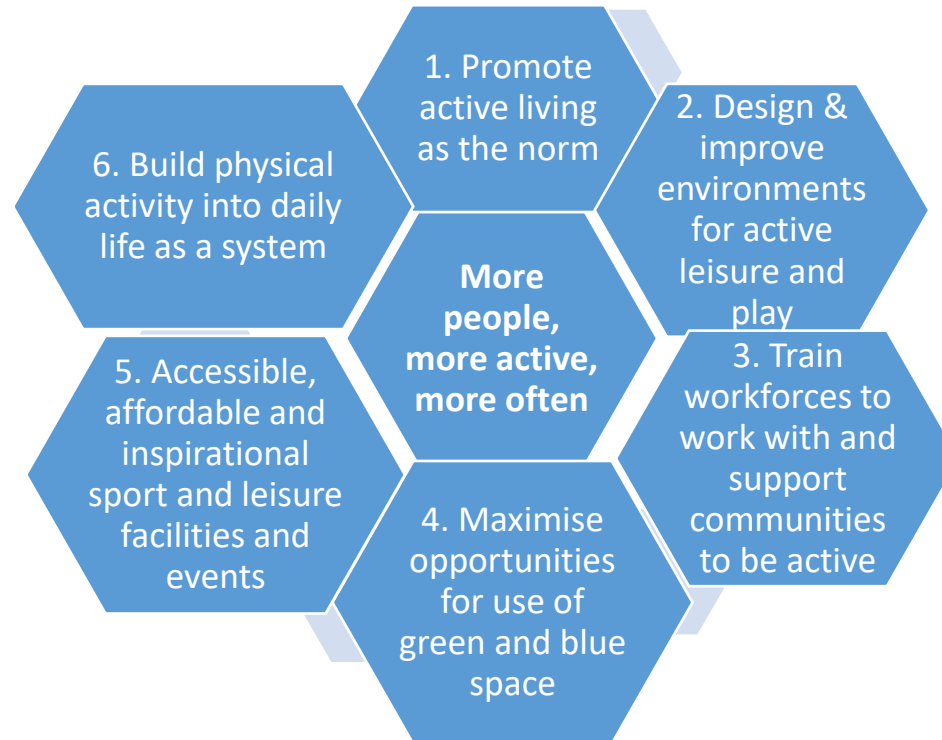 1. Promote
active living
as the norm
2. Design &
improve
environments
for active
leisure and
play
3. Train
workforces to
work with and
support
communities
to be active
4. Maximise
opportunities
for use of
green and blue
space
5. Accessible,
affordable and
inspirational
sport and leisure
facilities and
events
6. Build physical
activity into daily
life as a system
More
people,
more active,
more often